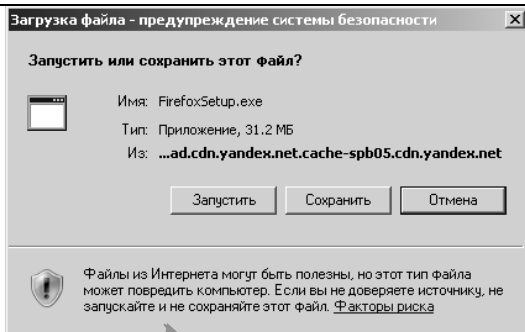 Загрузка файла - предупреждение системы безопасности
Запустить или сохранить этот файл?
Имя: FirefoxSetup.exe
Тип: Приложение, 31.2 МБ
Из: ...ad.cdn.yandex.net.cache-spb05.cdn.yandex.net
Запустить Сохранить Отмена
Файлы из Интернета могут быть полезны, но этот тип файла
может повредить компьютер. Если вы не доверяете источнику, не
запускайте и не сохраняйте этот файл. Факторы риска